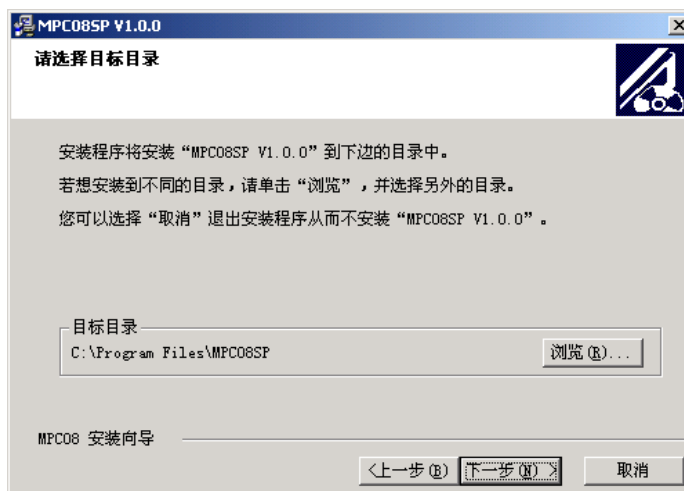 MPC08SP V1.0.0
请选择目标目录
安装程序将安装“MPC08SP V1.0.0”到下边的目录中。
若想安装到不同的目录，请单击“浏览”，并选择另外的目录。
您可以选择“取消”退出安装程序从而不安装“MPC08SP V1.0.0”。
目标目录
C:\Program Files\MPC08SP
浏览(R)...
MPC08 安装向导
<上一步(B)
下一步(N) >
取消